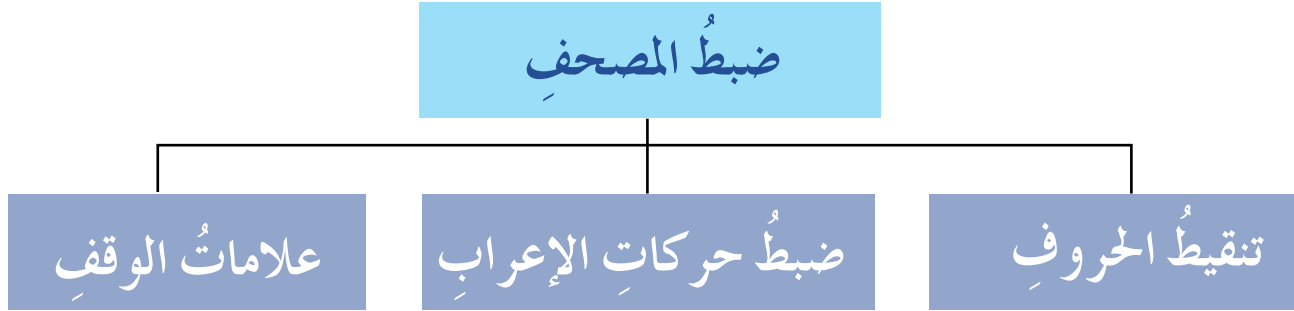 ضبطُ المصحفِ
تنقيطُ الحروفِ
ضبطُ حركاتِ الإعرابِ
علاماتُ الوقفِ